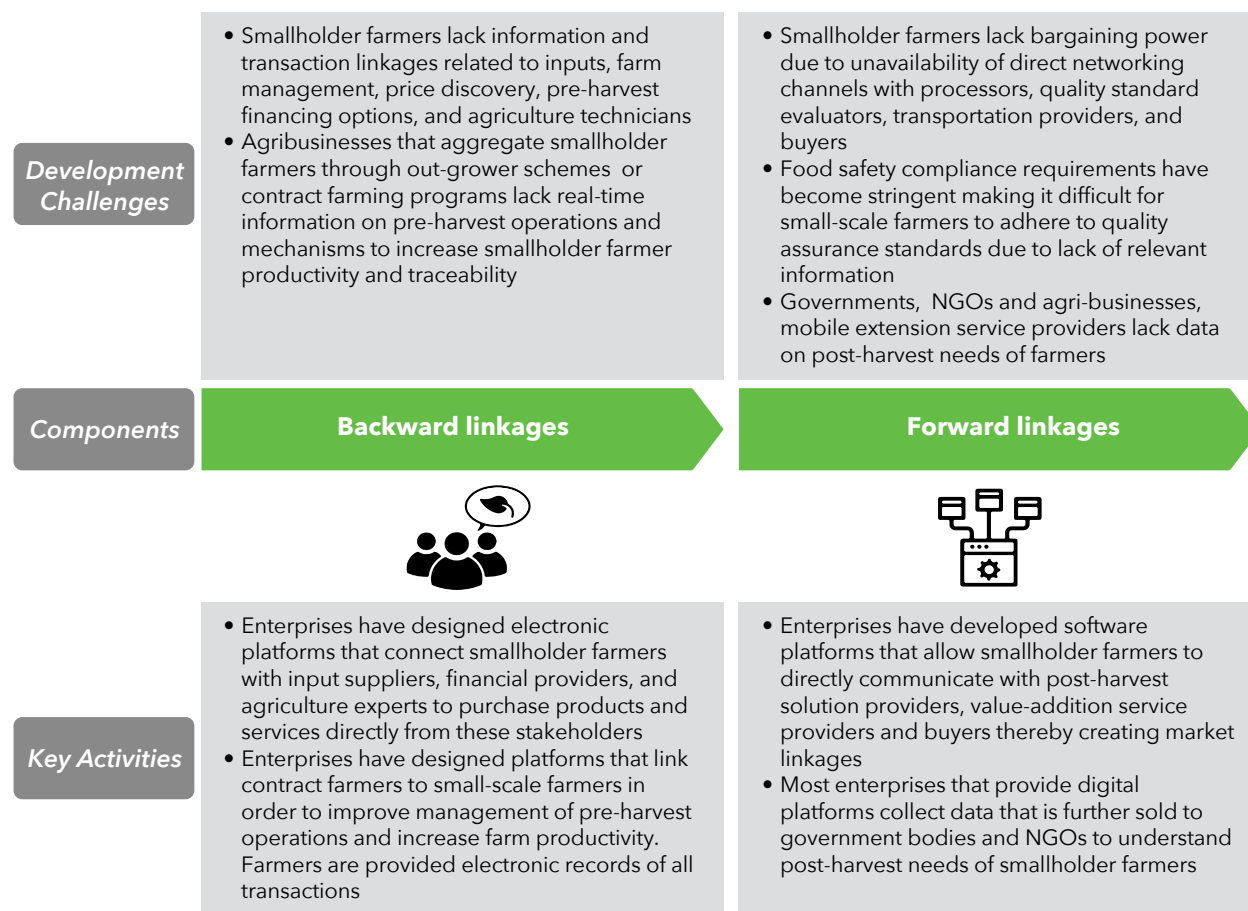 Development
Challenges
• Smallholder farmers lack information and
transaction linkages related to inputs, farm
management, price discovery, pre-harvest
financing options, and agriculture technicians
• Agribusinesses that aggregate smallholder
farmers through out-grower schemes or
contract farming programs lack real-time
information on pre-harvest operations and
mechanisms to increase smallholder farmer
productivity and traceability
• Smallholder farmers lack bargaining power
due to unavailability of direct networking
channels with processors, quality standard
evaluators, transportation providers, and
buyers
• Food safety compliance requirements have
become stringent making it difficult for
small-scale farmers to adhere to quality
assurance standards due to lack of relevant
information
• Governments, NGOs and agri-businesses,
mobile extension service providers lack data
on post-harvest needs of farmers
Components
Backward linkages
Forward linkages
Key Activities
• Enterprises have designed electronic
platforms that connect smallholder farmers
with input suppliers, financial providers, and
agriculture experts to purchase products and
services directly from these stakeholders
• Enterprises have designed platforms that link
contract farmers to small-scale farmers in
order to improve management of pre-harvest
operations and increase farm productivity.
Farmers are provided electronic records of all
transactions
• Enterprises have developed software
platforms that allow smallholder farmers to
directly communicate with post-harvest
solution providers, value-addition service
providers and buyers thereby creating market
linkages
• Most enterprises that provide digital
platforms collect data that is further sold to
government bodies and NGOs to understand
post-harvest needs of smallholder farmers